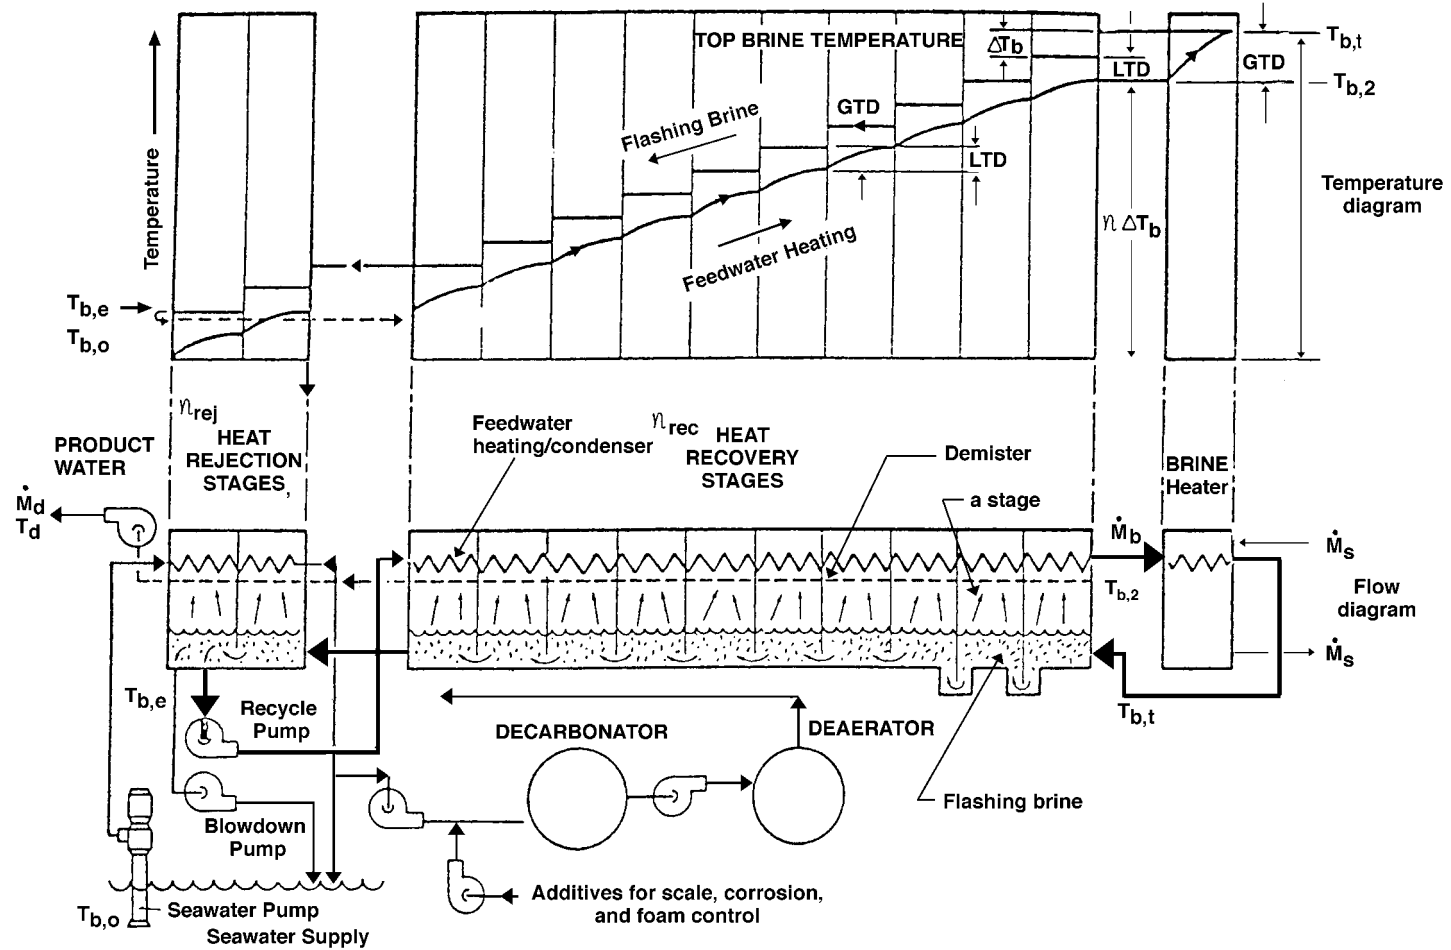 TOP BRINE TEMPERATURE
ΔTb
LTD
GTD
Tb,t
Tb,2
Temperature
Flashing Brine
GTD
LTD
Feedwater Heating
n ΔTb
Temperature
diagram
Tb,e
Tb,o
nrej
HEAT
REJECTION
STAGES,
Feedwater
heating/condenser
nrec
HEAT
RECOVERY
STAGES
Demister
a stage
BRINE
Heater
PRODUCT
WATER
Ṁd
Td
Ṁb
Tb,2
Ṁs
Flow
diagram
Ṁs
Tb,e
Tb,t
Recycle
Pump
DECARBONATOR
DEAERATOR
Flashing brine
Blowdown
Pump
Additives for scale, corrosion,
and foam control
Tb,o
Seawater Pump
Seawater Supply